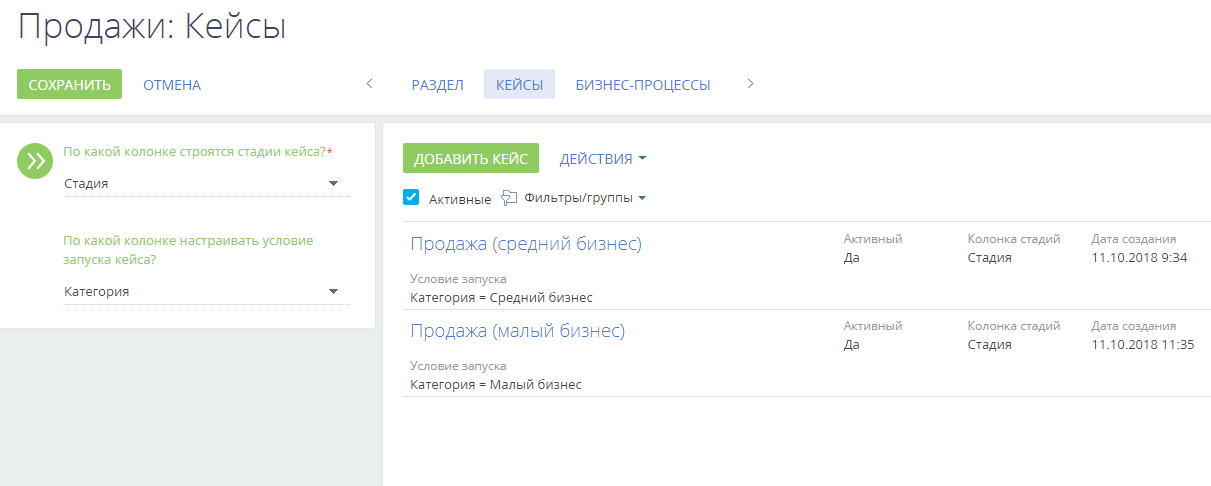 Продажи: Кейсы
СОХРАНИТЬ ОТМЕНА РАЗДЕЛ КЕЙСЫ БИЗНЕС-ПРОЦЕССЫ
По какой колонке строятся стадии кейса?*
Стадия
По какой колонке настраивать условие
запуска кейса?
Категория
ДОБАВИТЬ КЕЙС ДЕЙСТВИЯ
Активные Фильтры/группы
Продажа (средний бизнес) Активный Колонка стадий Дата создания
Да Стадия 11.10.2018 9:34
Условие запуска
Категория = Средний бизнес
Продажа (малый бизнес) Активный Колонка стадий Дата создания
Да Стадия 11.10.2018 11:35
Условие запуска
Категория = Малый бизнес